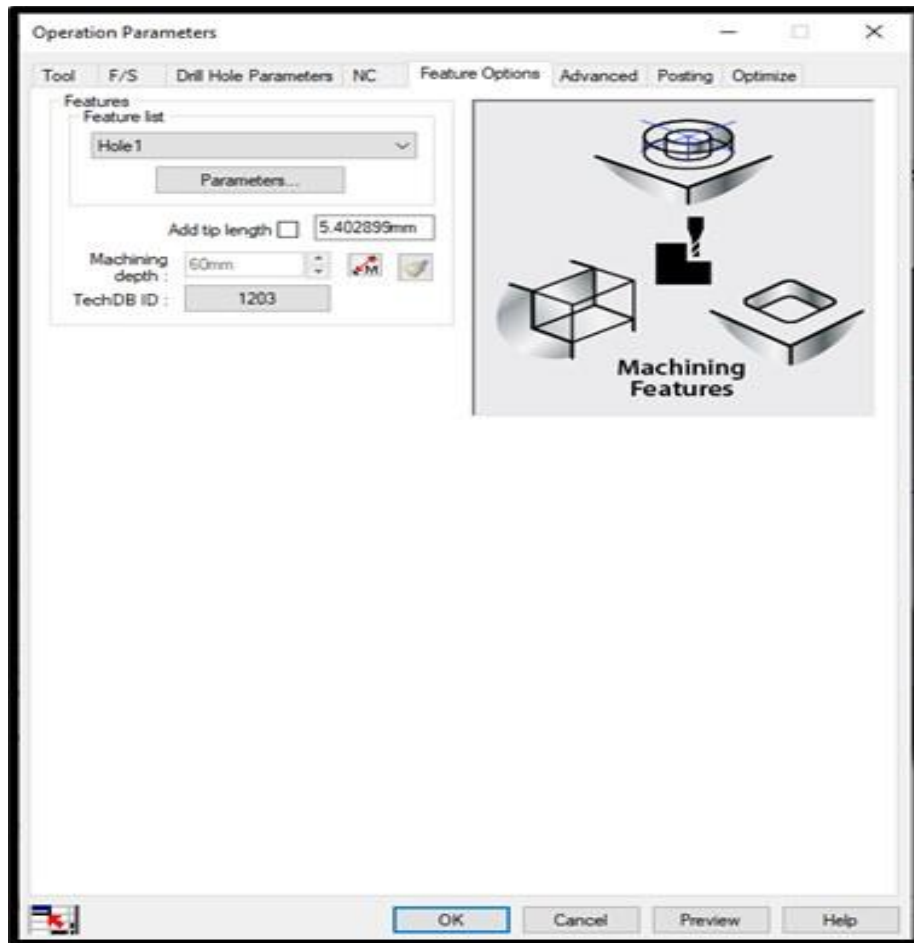 Operation Parameters
Tool F/S Drill Hole Parameters NC Feature Options Advanced Posting Optimize
Features
Feature list
Hole1
Parameters...
Add tip length 5.402899mm
Machining depth : 60mm
TechDB ID : 1203
Machining
Features
OK Cancel Preview Help